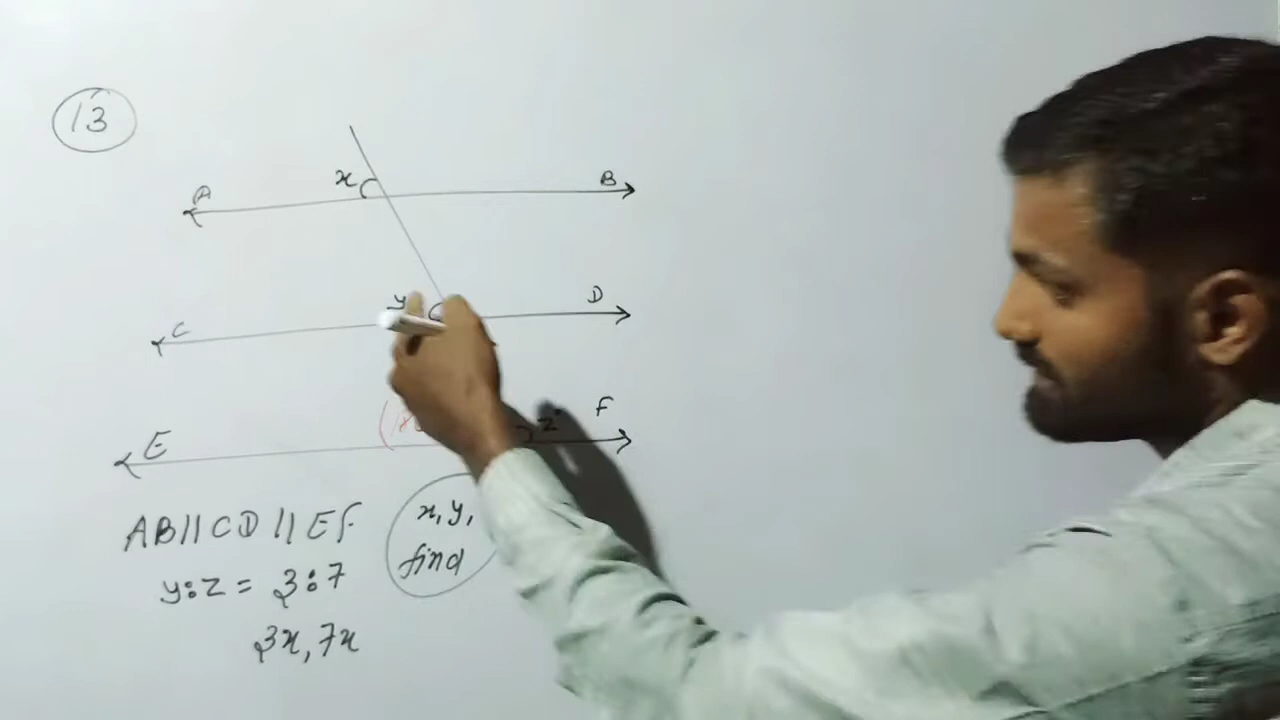 13
x
A
B
y
C
D
E
z°
F
AB || CD || EF
x, y,
find
y:z = 3:7
3x, 7x